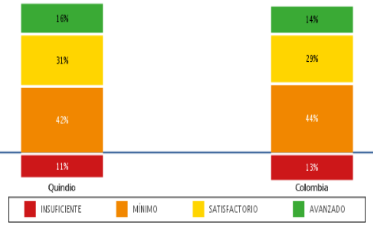 16% 14%
31% 29%
42% 44%
11% 13%
Quindio Colombia
INSUFICIENTE MÍNIMO SATISFACTORIO AVANZADO